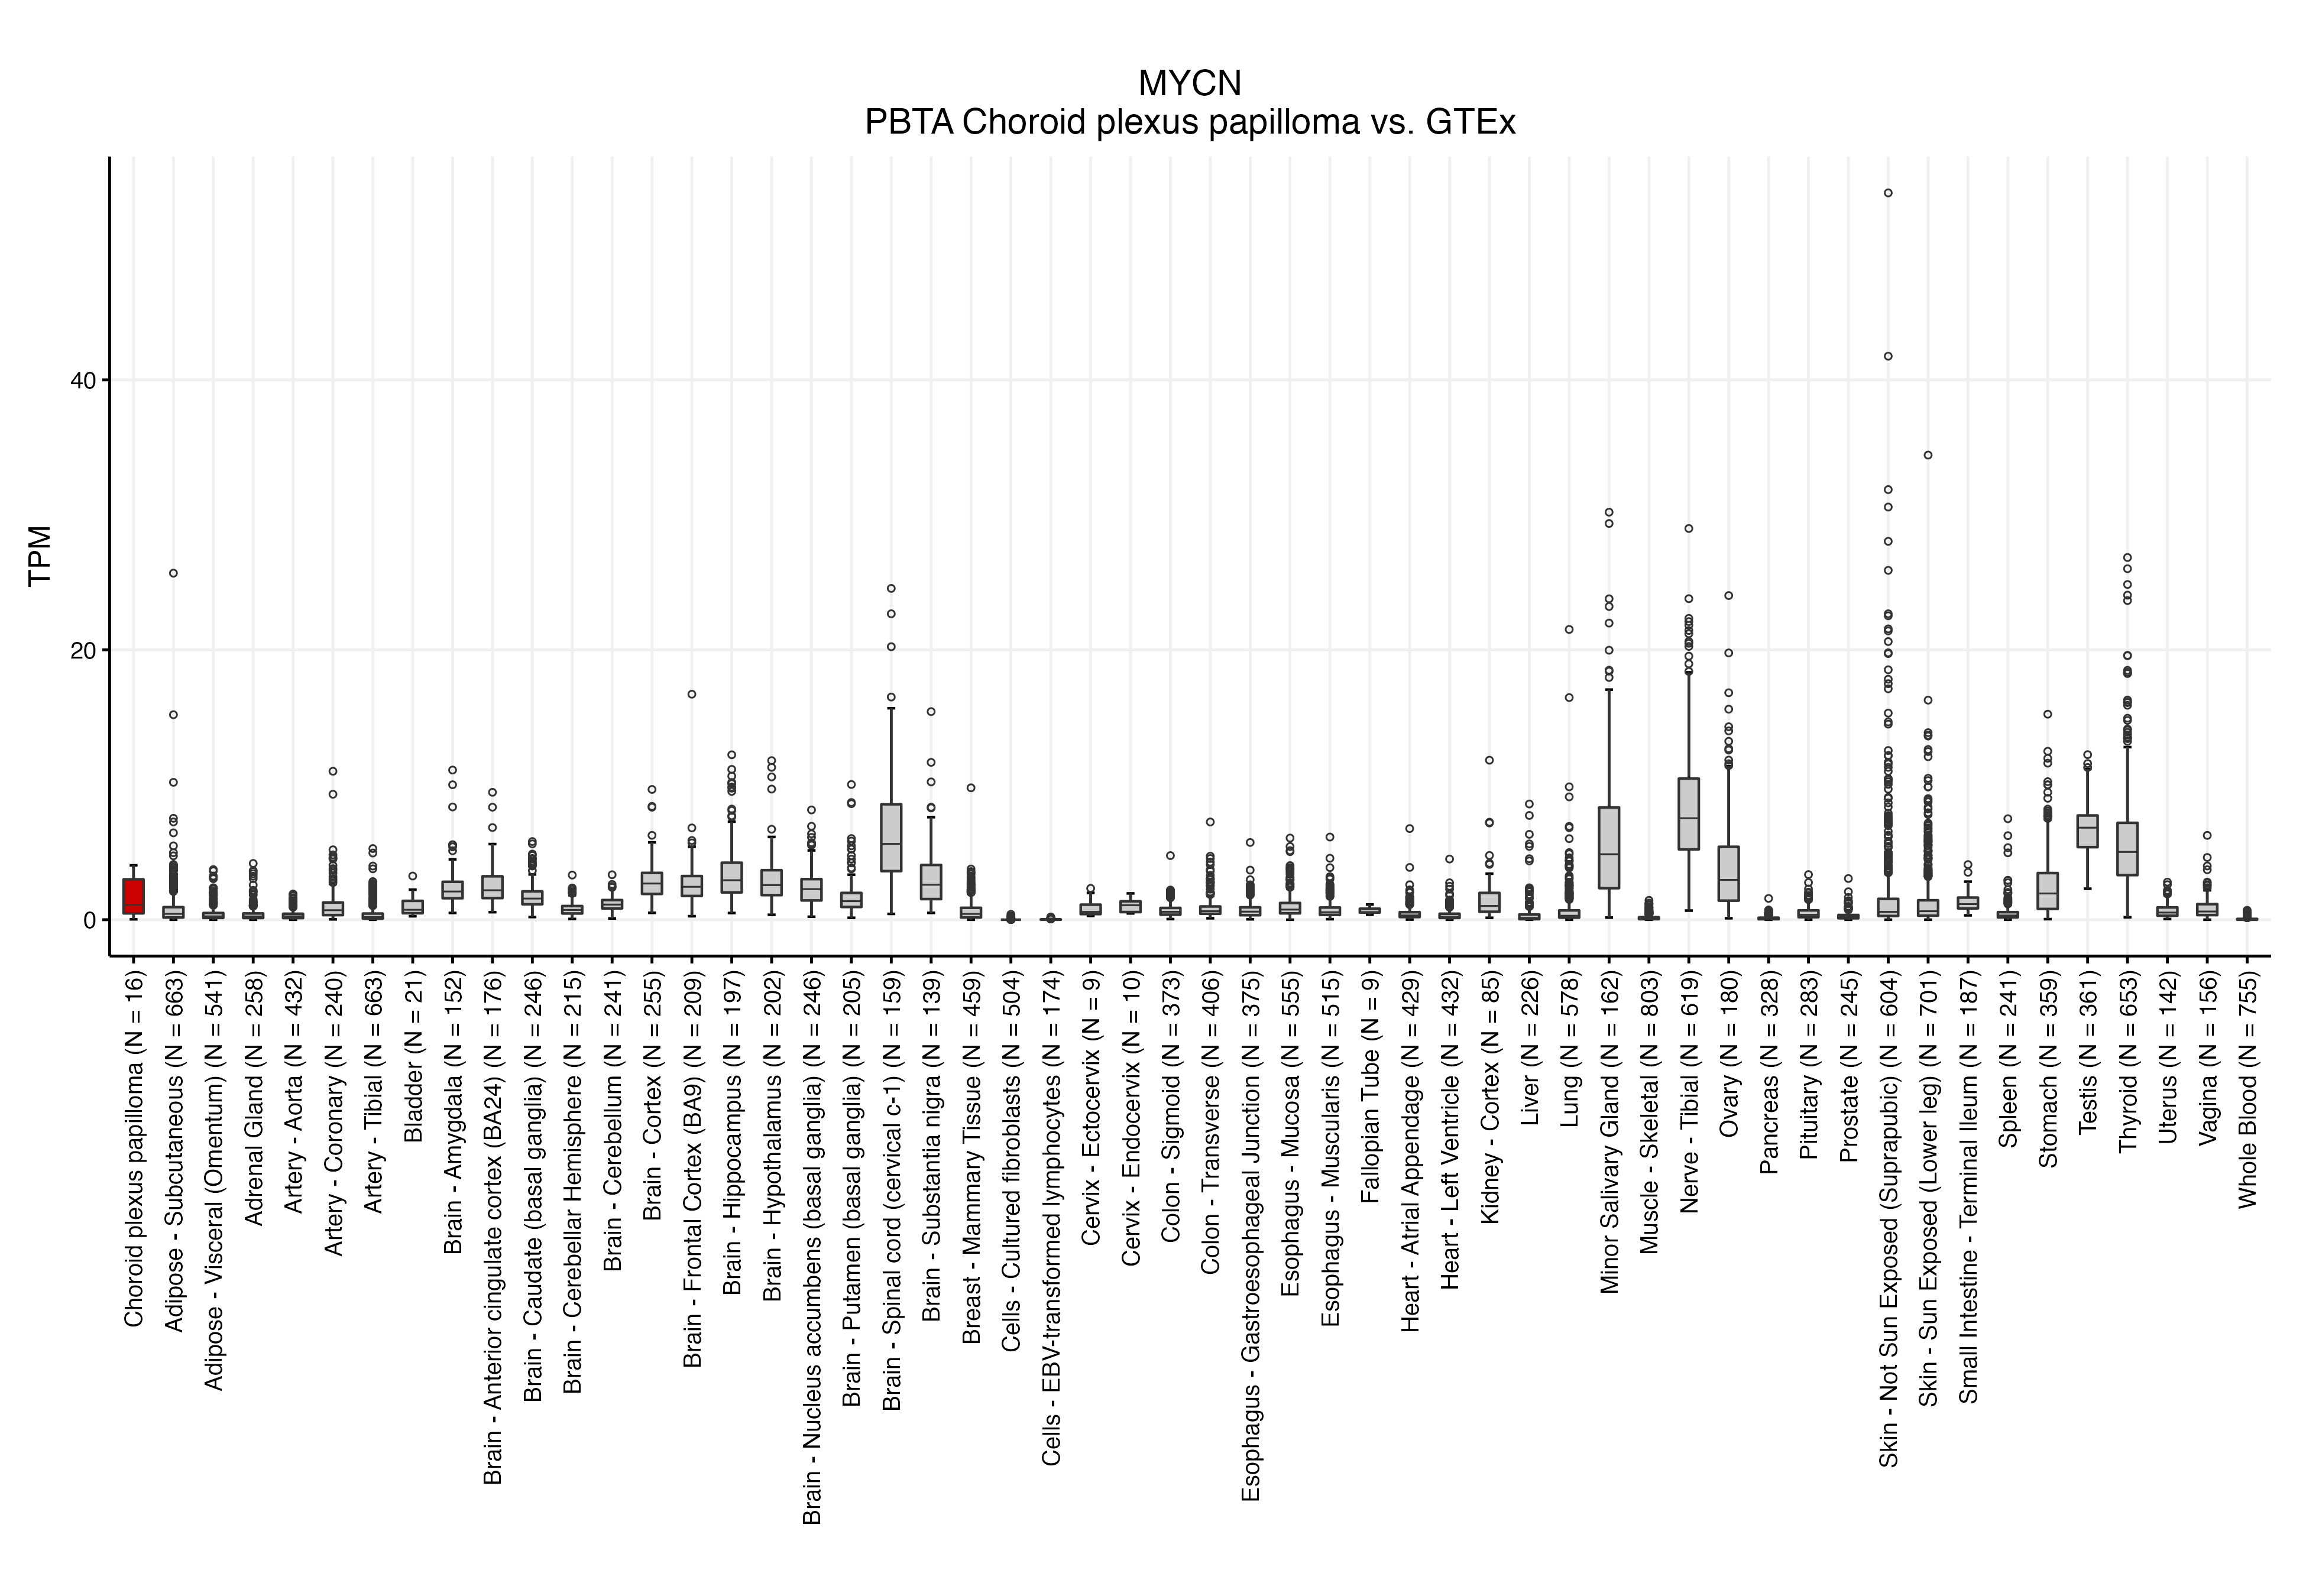 MYCN
PBTA Choroid plexus papilloma vs. GTEx
TPM
40
20
0
Choroid plexus papilloma (N = 16)
Adipose - Subcutaneous (N = 663)
Adipose - Visceral (Omentum) (N = 541)
Adrenal Gland (N = 258)
Artery - Aorta (N = 432)
Artery - Coronary (N = 240)
Artery - Tibial (N = 663)
Bladder (N = 21)
Brain - Amygdala (N = 152)
Brain - Anterior cingulate cortex (BA24) (N = 176)
Brain - Caudate (basal ganglia) (N = 246)
Brain - Cerebellar Hemisphere (N = 215)
Brain - Cerebellum (N = 241)
Brain - Cortex (N = 255)
Brain - Frontal Cortex (BA9) (N = 209)
Brain - Hippocampus (N = 197)
Brain - Hypothalamus (N = 202)
Brain - Nucleus accumbens (basal ganglia) (N = 246)
Brain - Putamen (basal ganglia) (N = 205)
Brain - Spinal cord (cervical c-1) (N = 159)
Brain - Substantia nigra (N = 139)
Breast - Mammary Tissue (N = 459)
Cells - Cultured fibroblasts (N = 504)
Cells - EBV-transformed lymphocytes (N = 174)
Cervix - Ectocervix (N = 9)
Cervix - Endocervix (N = 10)
Colon - Sigmoid (N = 373)
Colon - Transverse (N = 406)
Esophagus - Gastroesophageal Junction (N = 375)
Esophagus - Mucosa (N = 555)
Esophagus - Muscularis (N = 515)
Fallopian Tube (N = 9)
Heart - Atrial Appendage (N = 429)
Heart - Left Ventricle (N = 432)
Kidney - Cortex (N = 85)
Liver (N = 226)
Lung (N = 578)
Minor Salivary Gland (N = 162)
Muscle - Skeletal (N = 803)
Nerve - Tibial (N = 619)
Ovary (N = 180)
Pancreas (N = 328)
Pituitary (N = 283)
Prostate (N = 245)
Skin - Not Sun Exposed (Suprapubic) (N = 604)
Skin - Sun Exposed (Lower leg) (N = 701)
Small Intestine - Terminal Ileum (N = 187)
Spleen (N = 241)
Stomach (N = 359)
Testis (N = 361)
Thyroid (N = 653)
Uterus (N = 142)
Vagina (N = 156)
Whole Blood (N = 755)